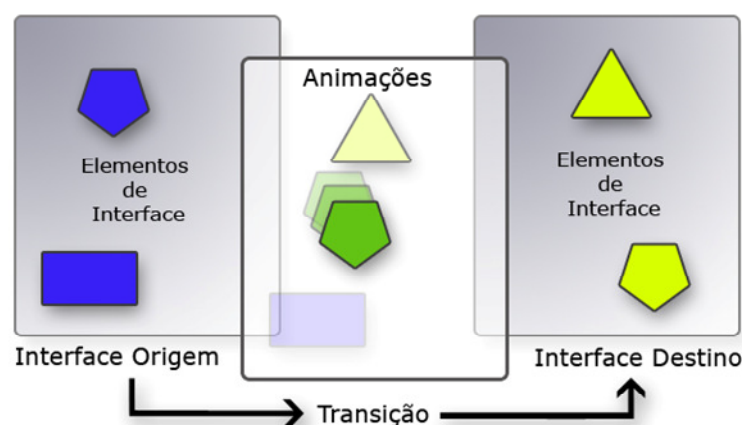 Animações
Elementos
de
Interface
Elementos
de
Interface
Interface Origem
Interface Destino
Transição